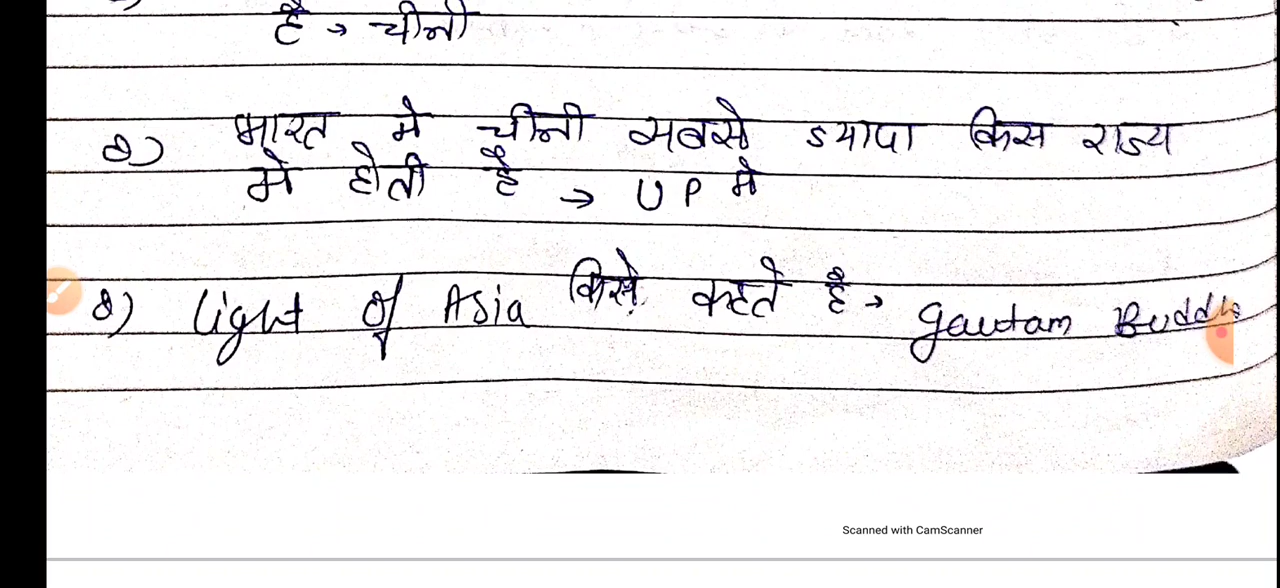 है → चीनी
Q) भारत मे चीनी सबसे ज्यादा किस राज्य
मे होती है → UP मे
Q) Light of Asia किसे कहते है → Gautam Buddh
Scanned with CamScanner